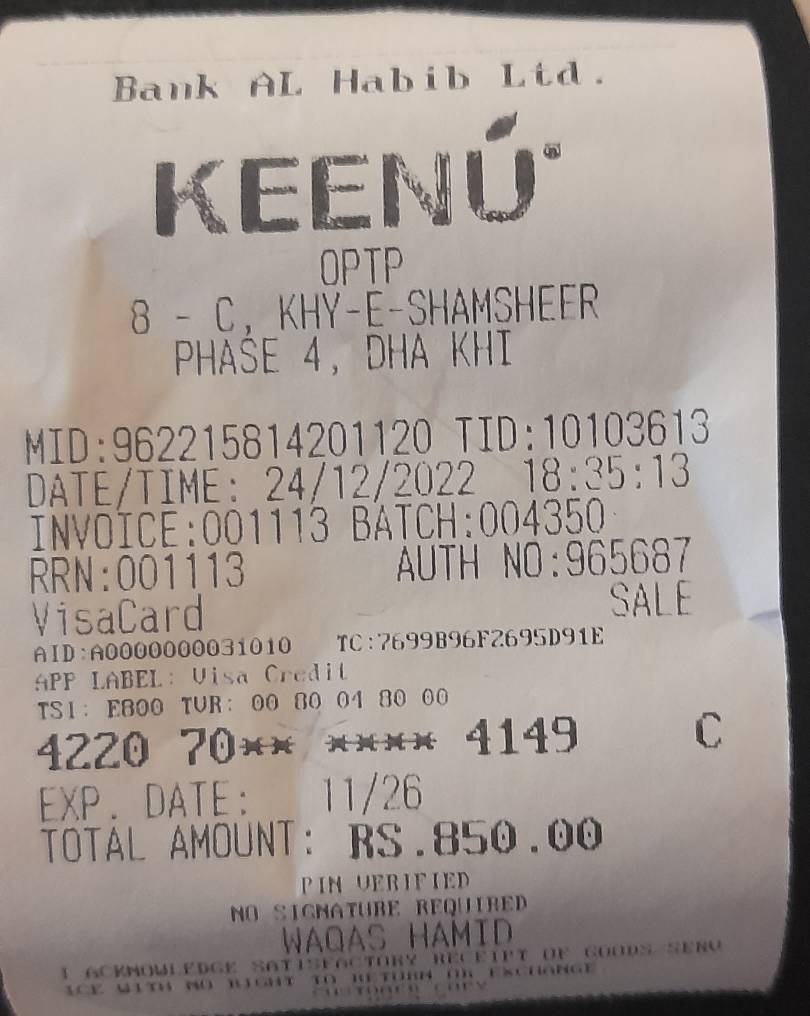 Bank AL Habib Ltd.
KEENÚ®
OPTP
8 - C, KHY-E-SHAMSHEER
PHASE 4, DHA KHI
MID:962215814201120 TID:10103613
DATE/TIME: 24/12/2022 18:35:13
INVOICE:001113 BATCH:004350
RRN:001113 AUTH NO:965687
VisaCard SALE
AID:A0000000031010 TC:7699B96F2695D91E
APP LABEL: Visa Credit
TSI: E800 TVR: 00 80 04 80 00
4220 70** **** 4149 C
EXP. DATE: 11/26
TOTAL AMOUNT: RS.850.00
PIN VERIFIED
NO SIGNATURE REQUIRED
WAQAS HAMID
I ACKNOWLEDGE SATISFACTORY RECEIPT OF GOODS/SERV
ICE WITH NO RIGHT TO RETURN OR EXCHANGE
CUSTOMER COPY